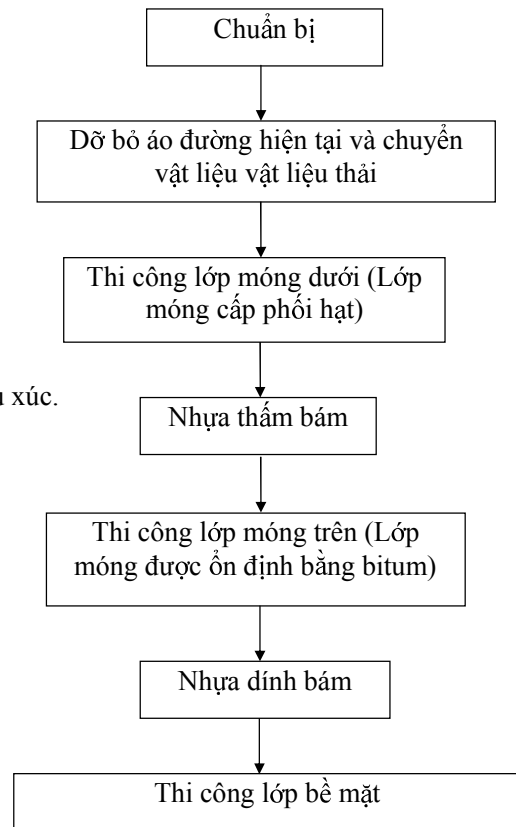 Chuẩn bị
Dỡ bỏ áo đường hiện tại và chuyển
vật liệu vật liệu thải
Thi công lớp móng dưới (Lớp
móng cấp phối hạt)
xúc.
Nhựa thấm bám
Thi công lớp móng trên (Lớp
móng được ổn định bằng bitum)
Nhựa dính bám
Thi công lớp bề mặt